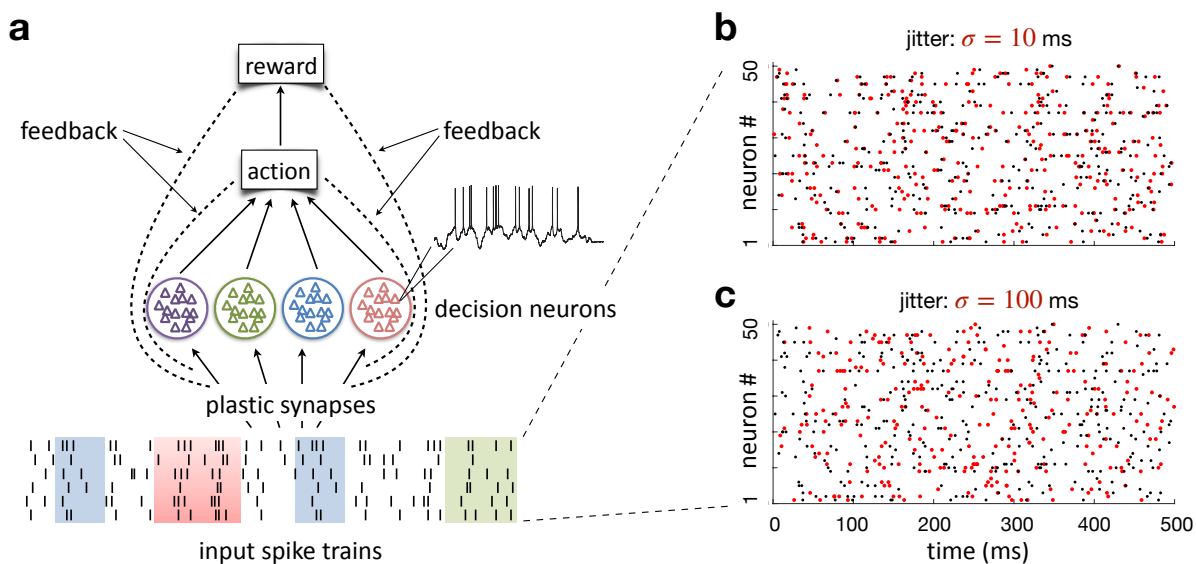 a
reward
feedback
feedback
action
decision neurons
plastic synapses
input spike trains
b
jitter: σ = 10 ms
50
neuron #
1
c
jitter: σ = 100 ms
50
neuron #
1
0 100 200 300 400 500
time (ms)